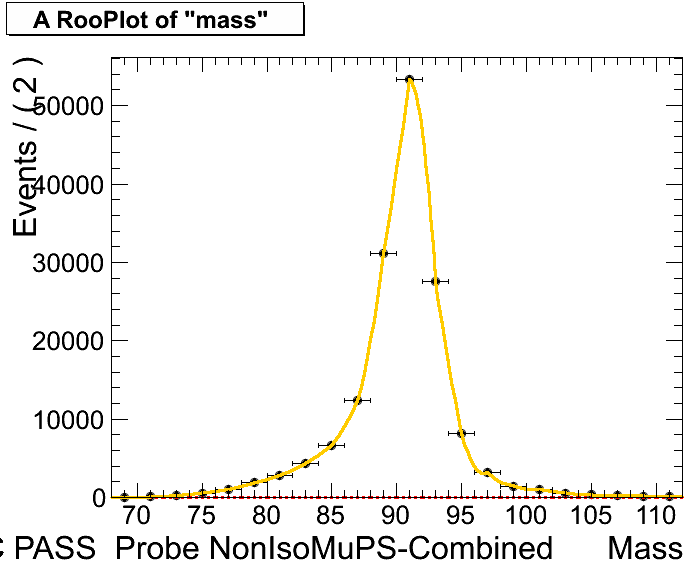 A RooPlot of "mass"
Events / ( 2 )
50000
40000
30000
20000
10000
0
70 75 80 85 90 95 100 105 110
PASS Probe NonIsoMuPS-Combined Mass